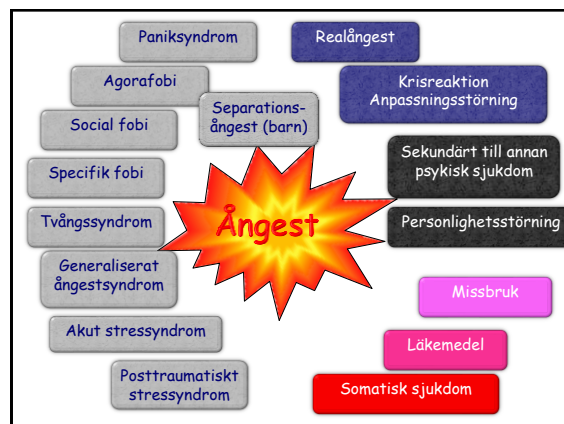 Paniksyndrom
Realångest
Agorafobi
Krisreaktion
Anpassningsstörning
Separations-
ångest (barn)
Social fobi
Sekundärt till annan
psykisk sjukdom
Specifik fobi
Tvångssyndrom
Ångest
Personlighetsstörning
Generaliserat
ångestsyndrom
Missbruk
Akut stressyndrom
Läkemedel
Posttraumatiskt
stressyndrom
Somatisk sjukdom